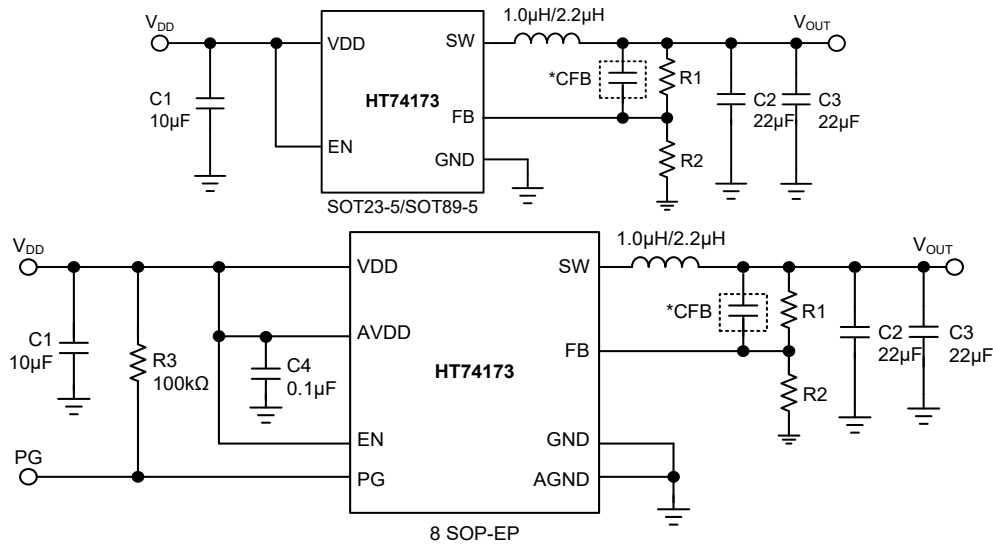 1.0µH/2.2µH
VDD
VOUT
VDD
SW
*CFB
R1
C1
10µF
HT74173
C2
22µF
C3
22µF
FB
EN
R2
GND
SOT23-5/SOT89-5
VDD
1.0µH/2.2µH
VOUT
VDD
SW
*CFB
R1
C1
10µF
AVDD
R3
100kΩ
C4
0.1µF
HT74173
FB
C2
22µF
C3
22µF
R2
EN
GND
PG
PG
AGND
8 SOP-EP